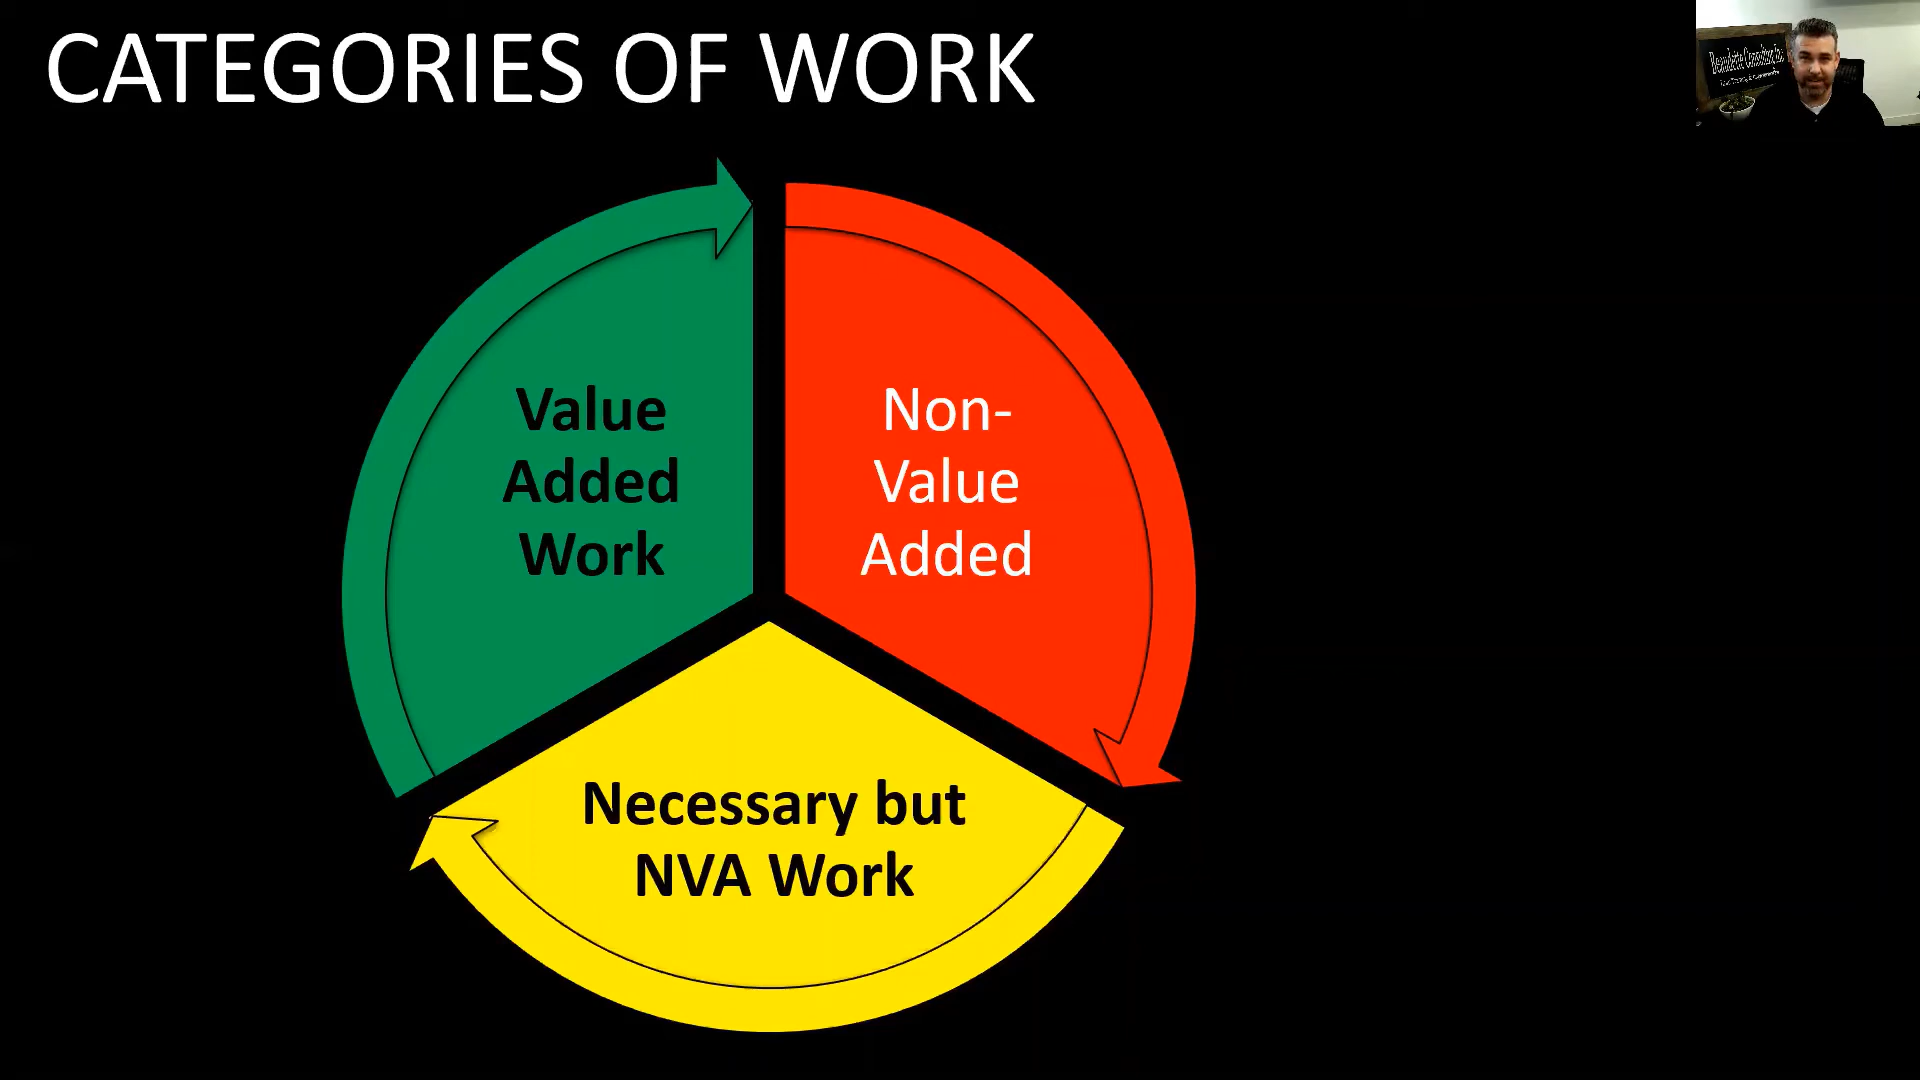 CATEGORIES OF WORK
Value
Added
Work
Non-
Value
Added
Necessary but
NVA Work